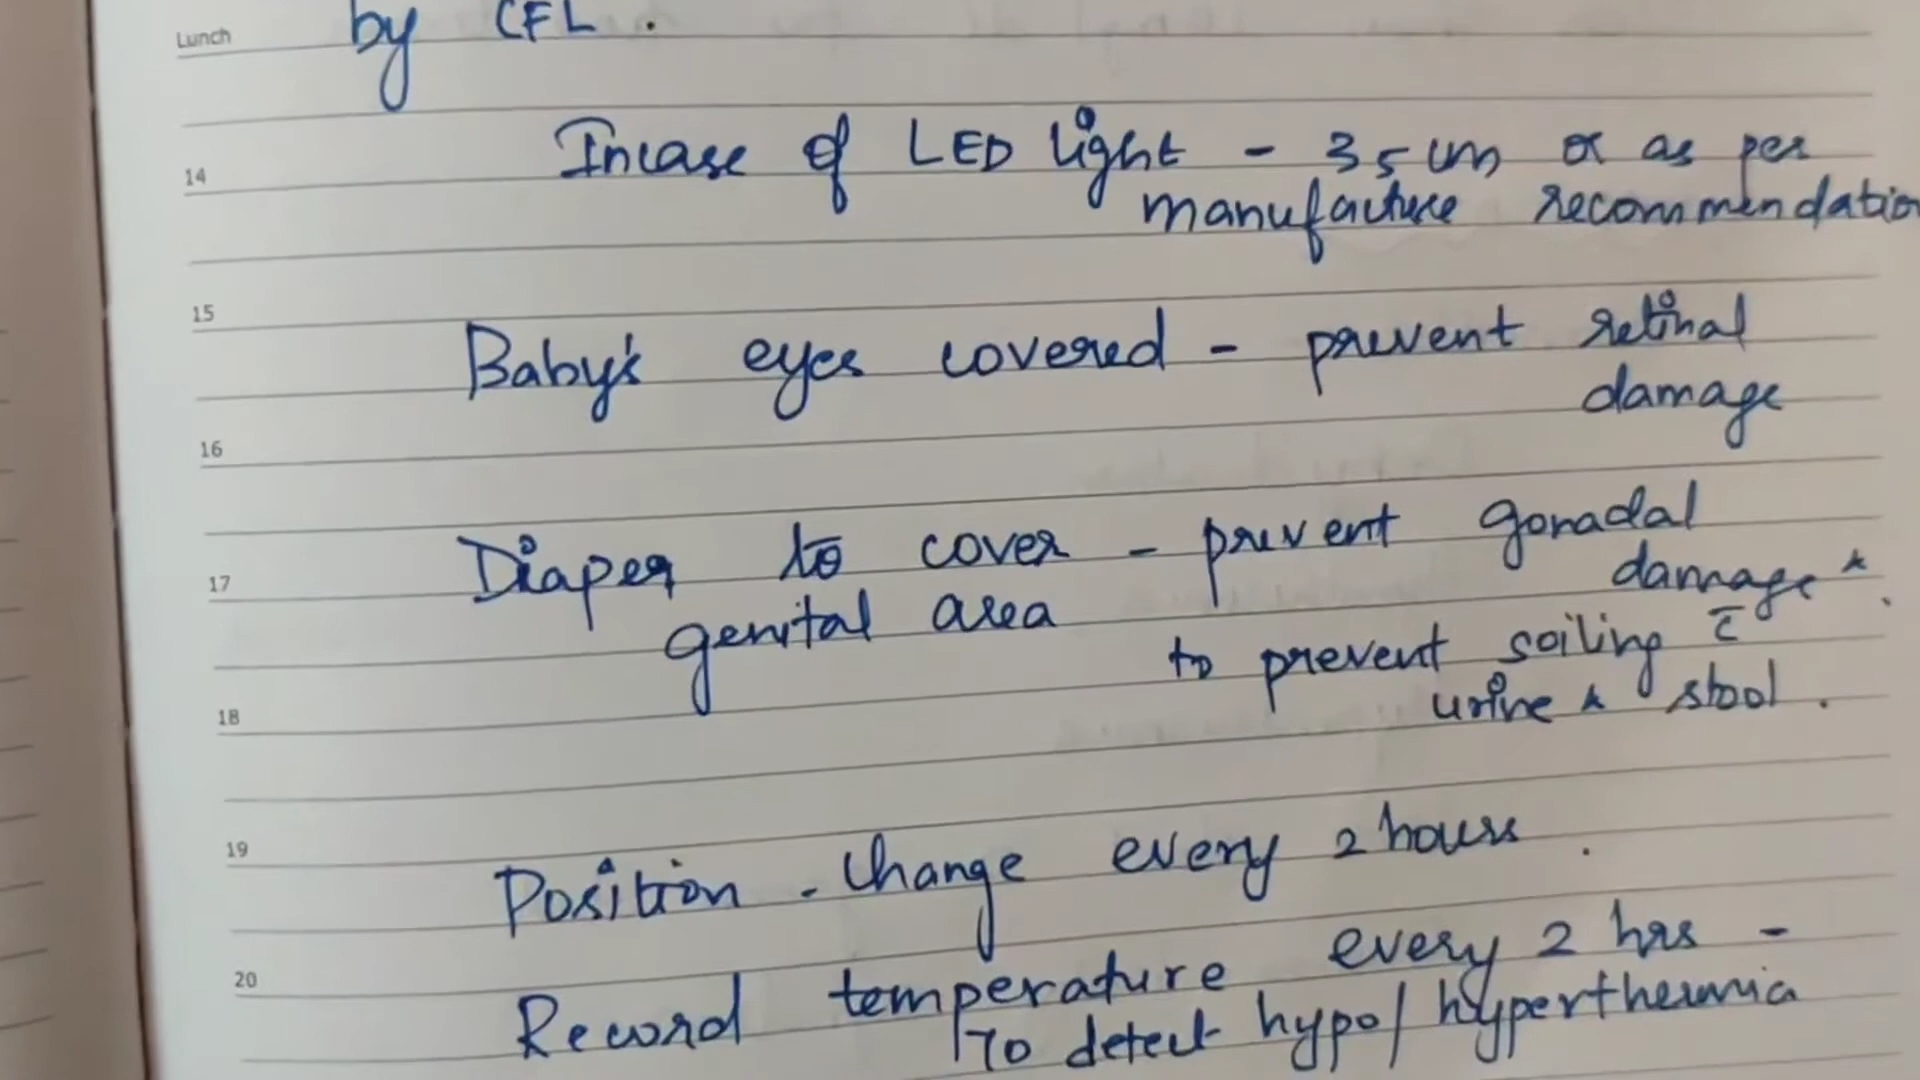 Lunch by CFL.
14 Incase of LED light - 35 cm or as per
manufacture recommendation
15
Baby's eyes covered - prevent retinal
damage
16
17 Diaper to cover - prevent gonadal
genital area damage &
to prevent soiling c̄
18 urine & stool.
19 Position - Change every 2 hours.
20 Record temperature every 2 hrs -
To detect hypo/hyperthermia